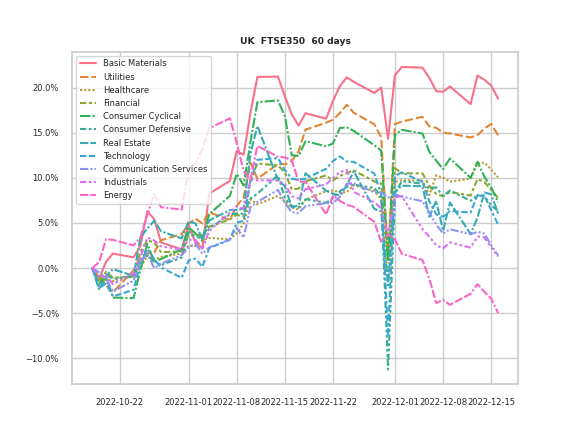 UK  FTSE350  60 days
Basic Materials
Utilities
Healthcare
Financial
Consumer Cyclical
Consumer Defensive
Real Estate
Technology
Communication Services
Industrials
Energy
20.0%
15.0%
10.0%
5.0%
0.0%
−5.0%
−10.0%
2022-10-22
2022-11-01
2022-11-08
2022-11-15
2022-11-22
2022-12-01
2022-12-08
2022-12-15